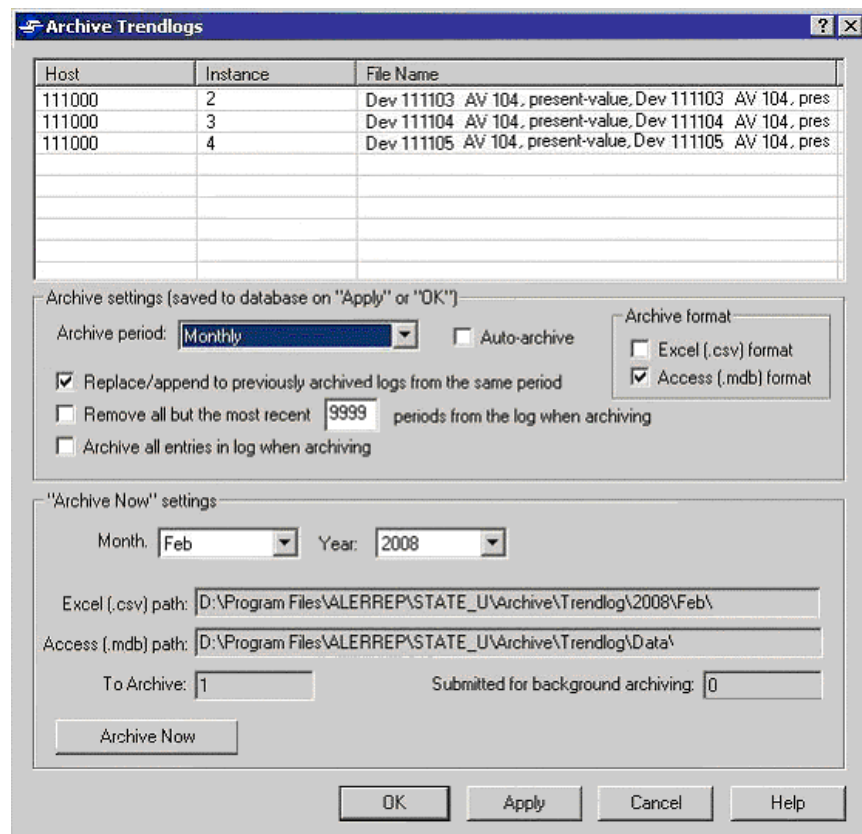 Archive Trendlogs
Host Instance File Name
111000 2 Dev 111103 AV 104, present-value, Dev 111103 AV 104, pres
111000 3 Dev 111104 AV 104, present-value, Dev 111104 AV 104, pres
111000 4 Dev 111105 AV 104, present-value, Dev 111105 AV 104, pres
Archive settings (saved to database on "Apply" or "OK")
Archive period: Monthly Auto-archive
Archive format
Excel (.csv) format
Access (.mdb) format
Replace/append to previously archived logs from the same period
Remove all but the most recent 9999 periods from the log when archiving
Archive all entries in log when archiving
"Archive Now" settings
Month. Feb Year: 2008
Excel (.csv) path: D:\Program Files\ALERREP\STATE_U\Archive\Trendlog\2008\Feb\
Access (.mdb) path: D:\Program Files\ALERREP\STATE_U\Archive\Trendlog\Data\
To Archive: 1 Submitted for background archiving: 0
Archive Now
OK Apply Cancel Help